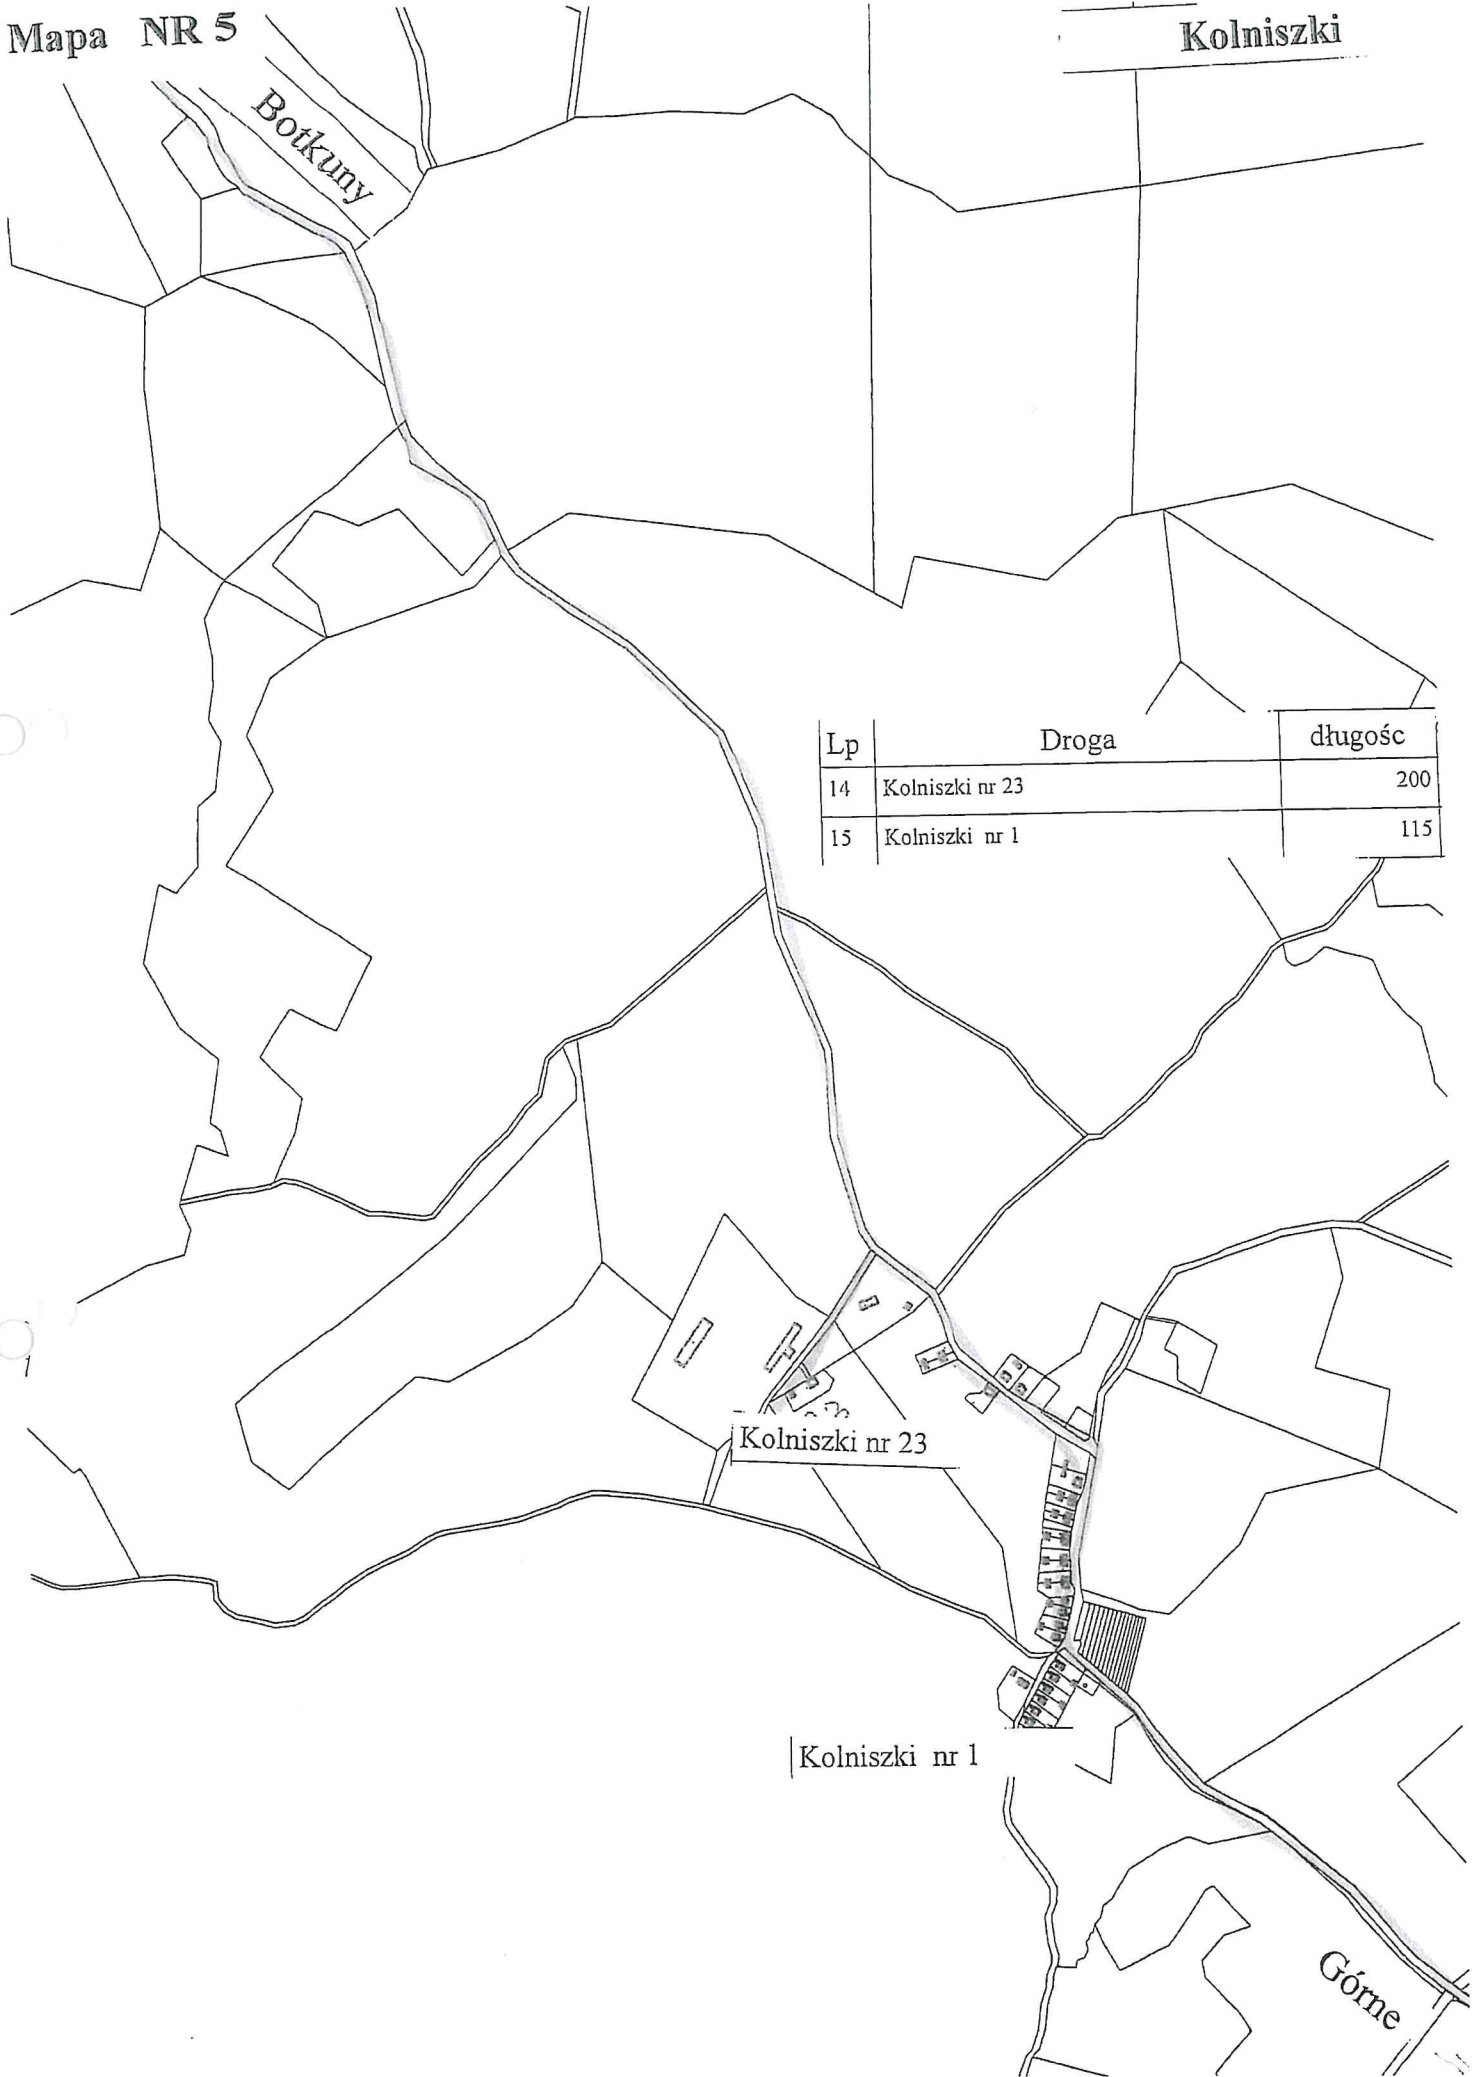 Mapa NR 5
Kolniszki
Botkuny
Lp Droga długośc
14 Kolniszki nr 23 200
15 Kolniszki nr 1 115
Kolniszki nr 23
Kolniszki nr 1
Górne